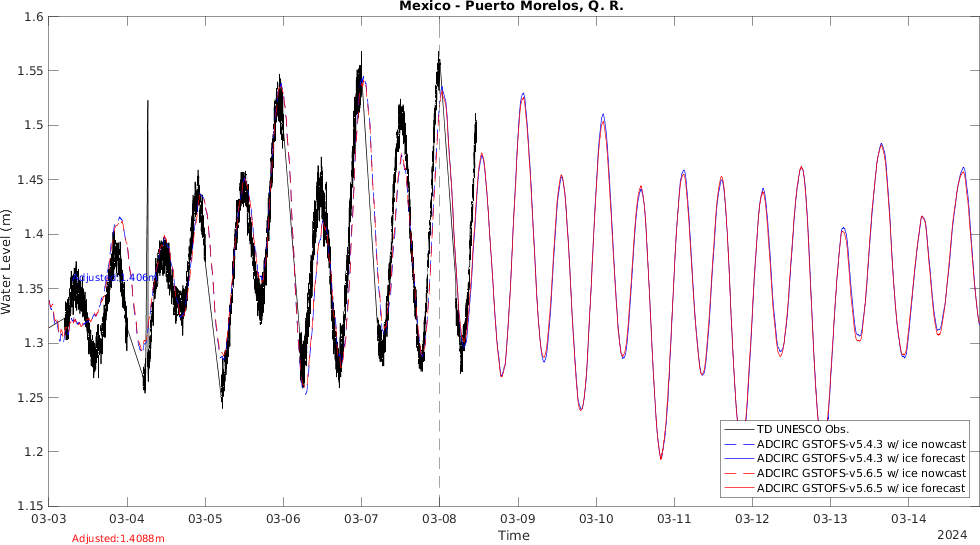 Mexico - Puerto Morelos, Q. R.
1.6
1.55
1.5
1.45
1.4
1.35
1.3
1.25
1.2
1.15
Water Level (m)
Adjusted:1.406m
TD UNESCO Obs.
ADCIRC GSTOFS-v5.4.3 w/ ice nowcast
ADCIRC GSTOFS-v5.4.3 w/ ice forecast
ADCIRC GSTOFS-v5.6.5 w/ ice nowcast
ADCIRC GSTOFS-v5.6.5 w/ ice forecast
03-03 03-04 03-05 03-06 03-07 03-08 03-09 03-10 03-11 03-12 03-13 03-14
Adjusted:1.4088m
Time
2024